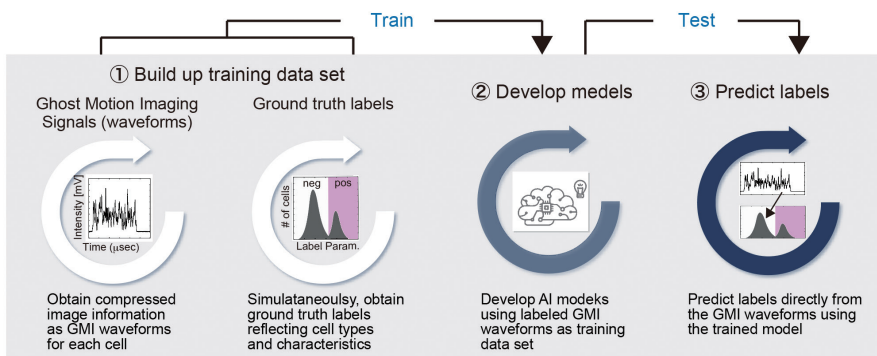 Train
Test
① Build up training data set
Ghost Motion Imaging
Signals (waveforms)
Ground truth labels
② Develop medels
③ Predict labels
Intensity [mV]
Time (μsec)
neg pos
# of cells
Label Param.
Obtain compressed
image information
as GMI waveforms
for each cell
Simulataneoulsy, obtain
ground truth labels
reflecting cell types
and characteristics
Develop AI modeks
using labeled GMI
waveforms as training
data set
Predict labels directly from
the GMI waveforms using
the trained model